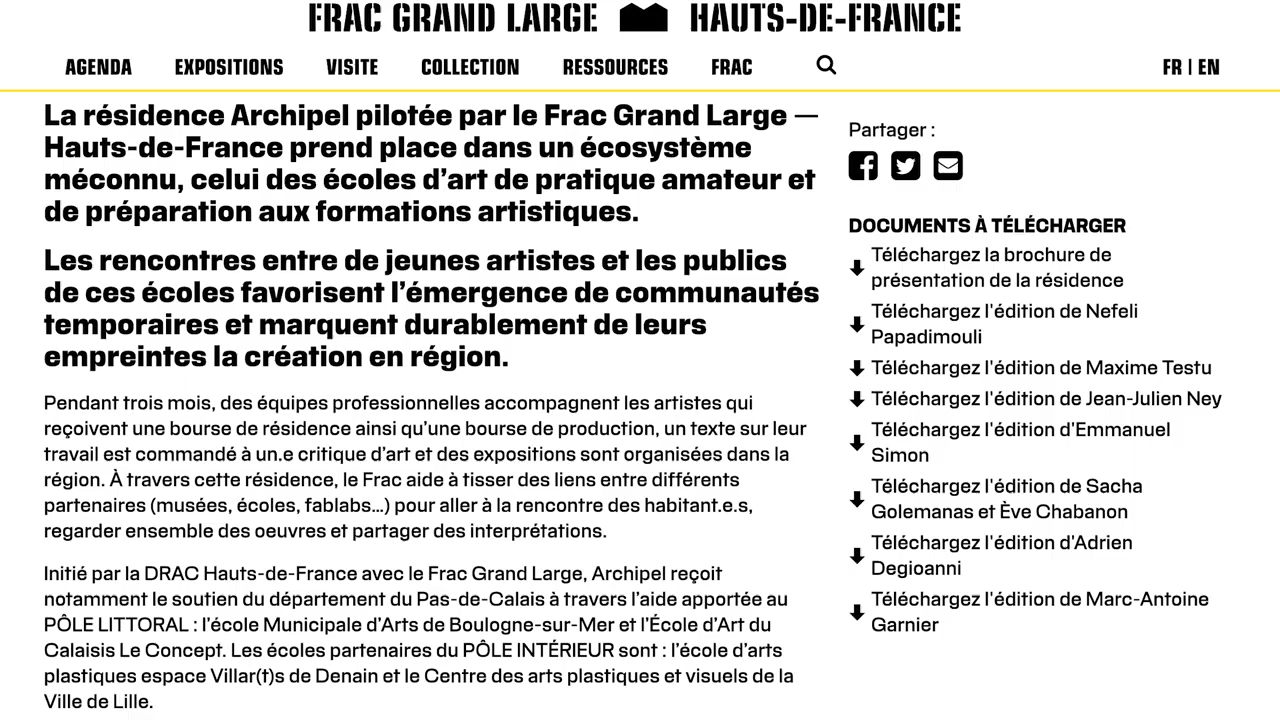 FRAC GRAND LARGE HAUTS-DE-FRANCE
AGENDA EXPOSITIONS VISITE COLLECTION RESSOURCES FRAC FR | EN
La résidence Archipel pilotée par le Frac Grand Large —
Hauts-de-France prend place dans un écosystème
méconnu, celui des écoles d'art de pratique amateur et
de préparation aux formations artistiques.
Les rencontres entre de jeunes artistes et les publics
de ces écoles favorisent l'émergence de communautés
temporaires et marquent durablement de leurs
empreintes la création en région.
Pendant trois mois, des équipes professionnelles accompagnent les artistes qui
reçoivent une bourse de résidence ainsi qu'une bourse de production, un texte sur leur
travail est commandé à un.e critique d'art et des expositions sont organisées dans la
région. À travers cette résidence, le Frac aide à tisser des liens entre différents
partenaires (musées, écoles, fablabs...) pour aller à la rencontre des habitant.e.s,
regarder ensemble des oeuvres et partager des interprétations.
Initié par la DRAC Hauts-de-France avec le Frac Grand Large, Archipel reçoit
notamment le soutien du département du Pas-de-Calais à travers l'aide apportée au
PÔLE LITTORAL : l'école Municipale d'Arts de Boulogne-sur-Mer et l'École d'Art du
Calaisis Le Concept. Les écoles partenaires du PÔLE INTÉRIEUR sont : l'école d'arts
plastiques espace Villar(t)s de Denain et le Centre des arts plastiques et visuels de la
Ville de Lille.
Partager :
DOCUMENTS À TÉLÉCHARGER
Téléchargez la brochure de
présentation de la résidence
Téléchargez l'édition de Nefeli
Papadimouli
Téléchargez l'édition de Maxime Testu
Téléchargez l'édition de Jean-Julien Ney
Téléchargez l'édition d'Emmanuel
Simon
Téléchargez l'édition de Sacha
Golemanas et Ève Chabanon
Téléchargez l'édition d'Adrien
Degioanni
Téléchargez l'édition de Marc-Antoine
Garnier